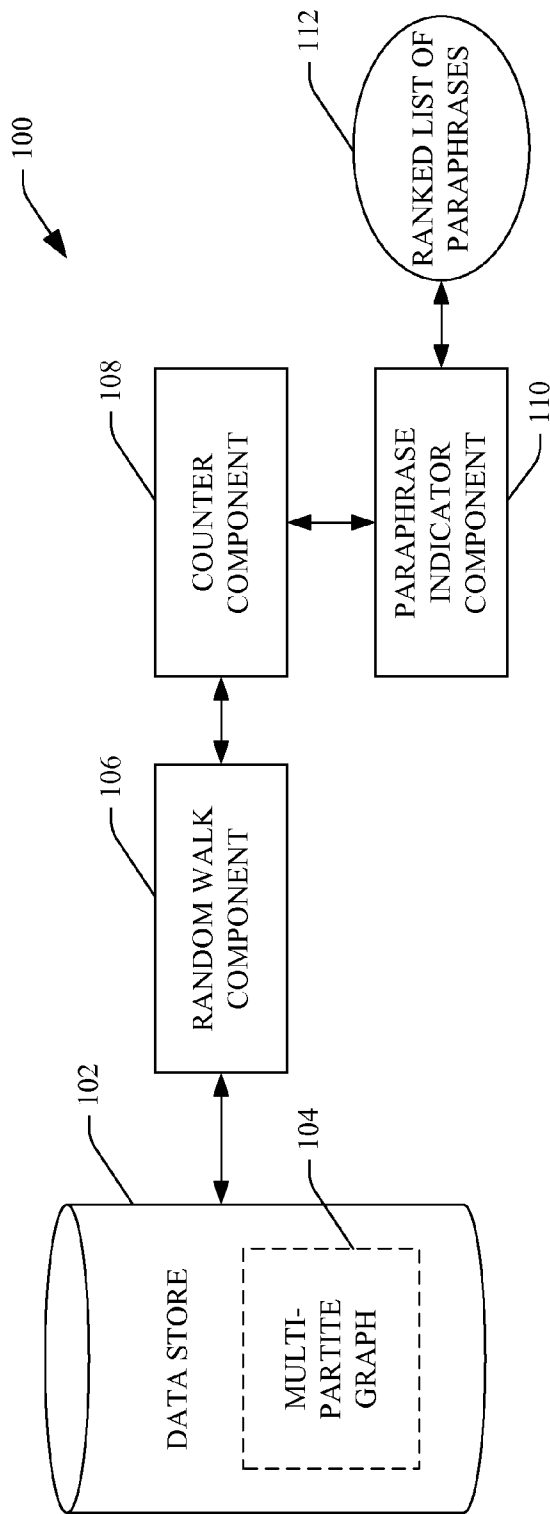 100
102
DATA STORE
104
MULTI-
PARTITE
GRAPH
106
RANDOM WALK
COMPONENT
108
COUNTER
COMPONENT
PARAPHRASE
INDICATOR
COMPONENT
110
112
RANKED LIST OF
PARAPHRASES